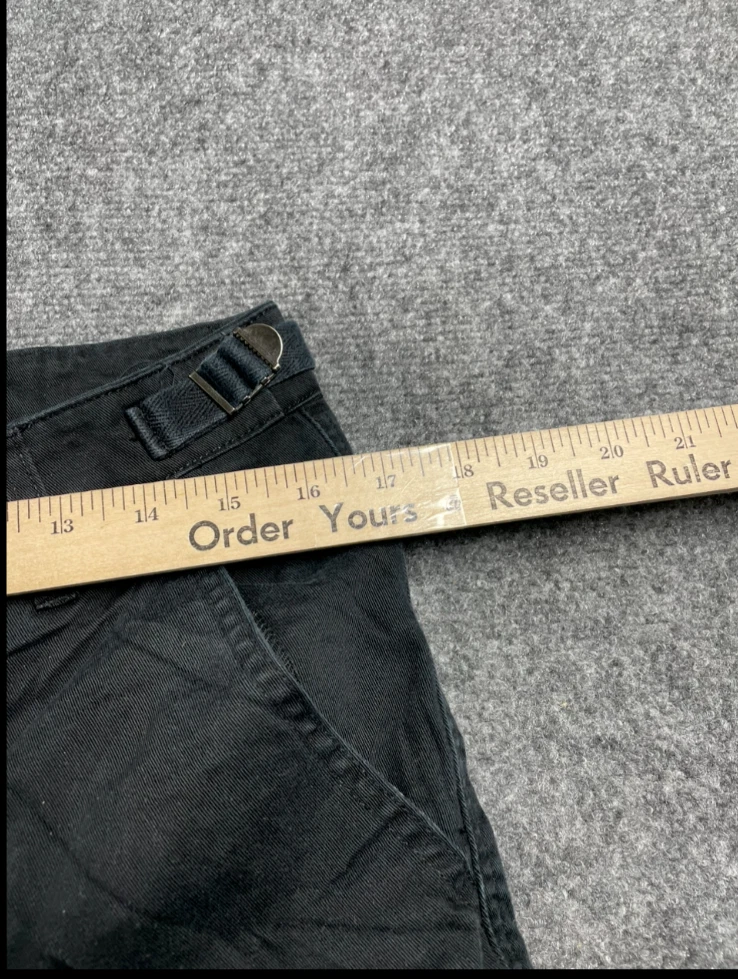 13 14 15 16 17 18 19 20 21
Order Yours Reseller Ruler